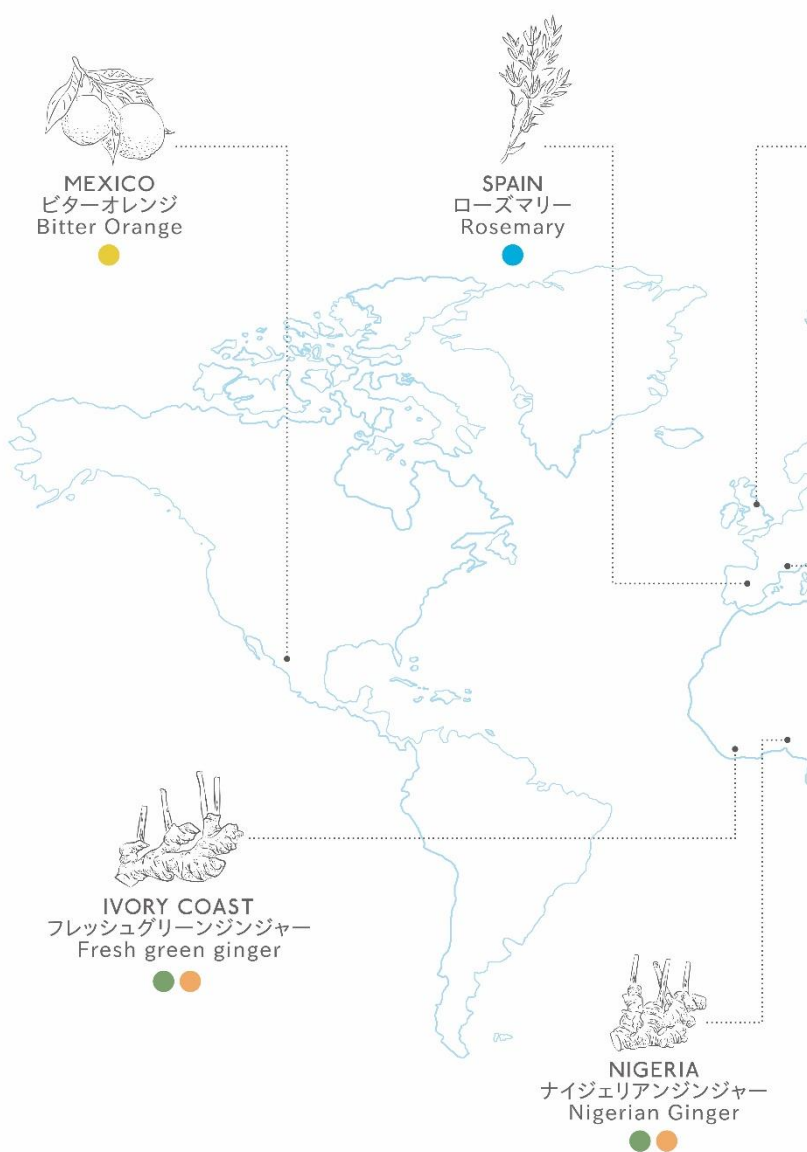 MEXICO
ビターオレンジ
Bitter Orange
SPAIN
ローズマリー
Rosemary
IVORY COAST
フレッシュグリーンジンジャー
Fresh green ginger
NIGERIA
ナイジェリアンジンジャー
Nigerian Ginger